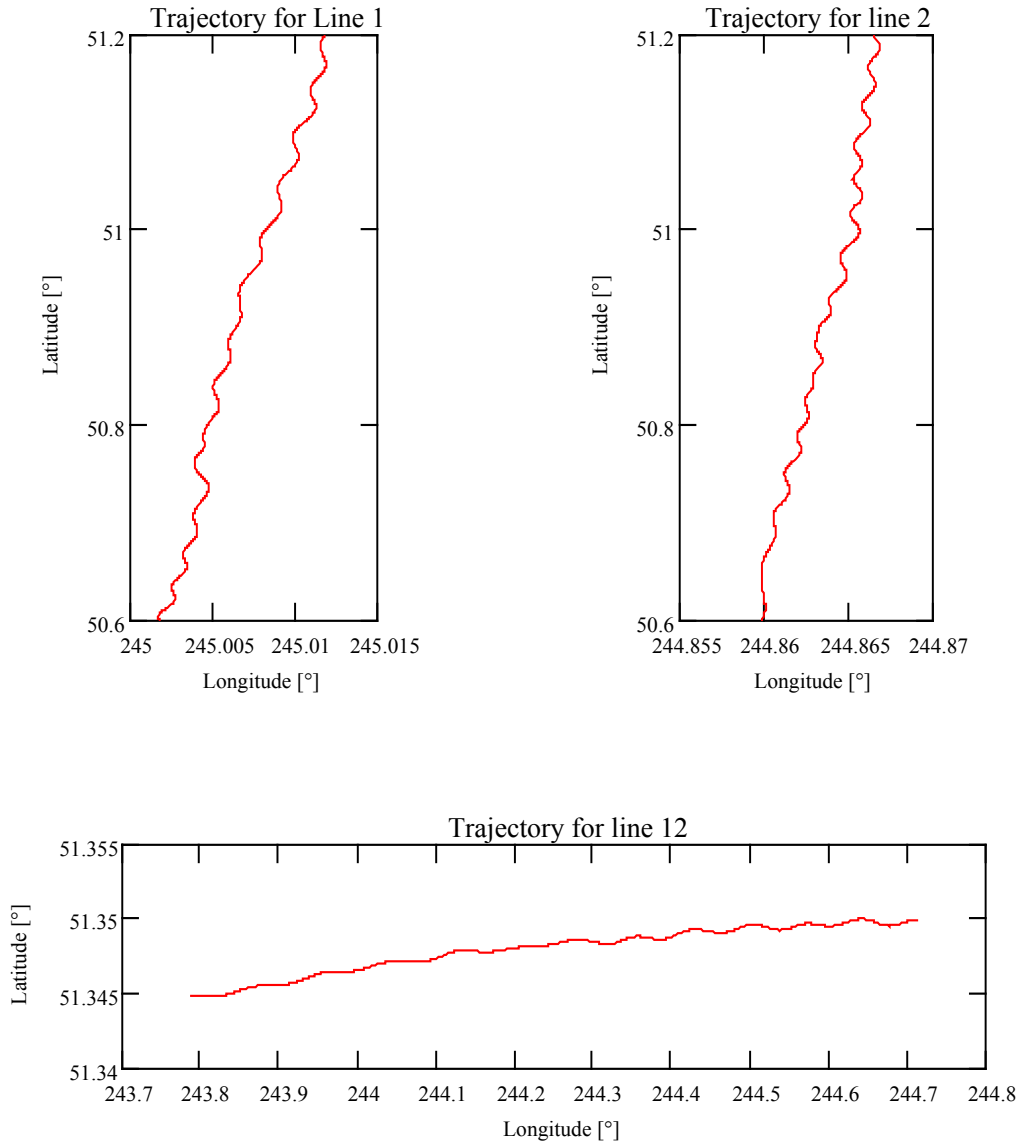 Trajectory for Line 1
51.2
51
50.8
50.6
Latitude [°]
245 245.005 245.01 245.015
Longitude [°]
Trajectory for line 2
51.2
51
50.8
50.6
Latitude [°]
244.855 244.86 244.865 244.87
Longitude [°]
Trajectory for line 12
51.355
51.35
51.345
51.34
Latitude [°]
243.7 243.8 243.9 244 244.1 244.2 244.3 244.4 244.5 244.6 244.7 244.8
Longitude [°]